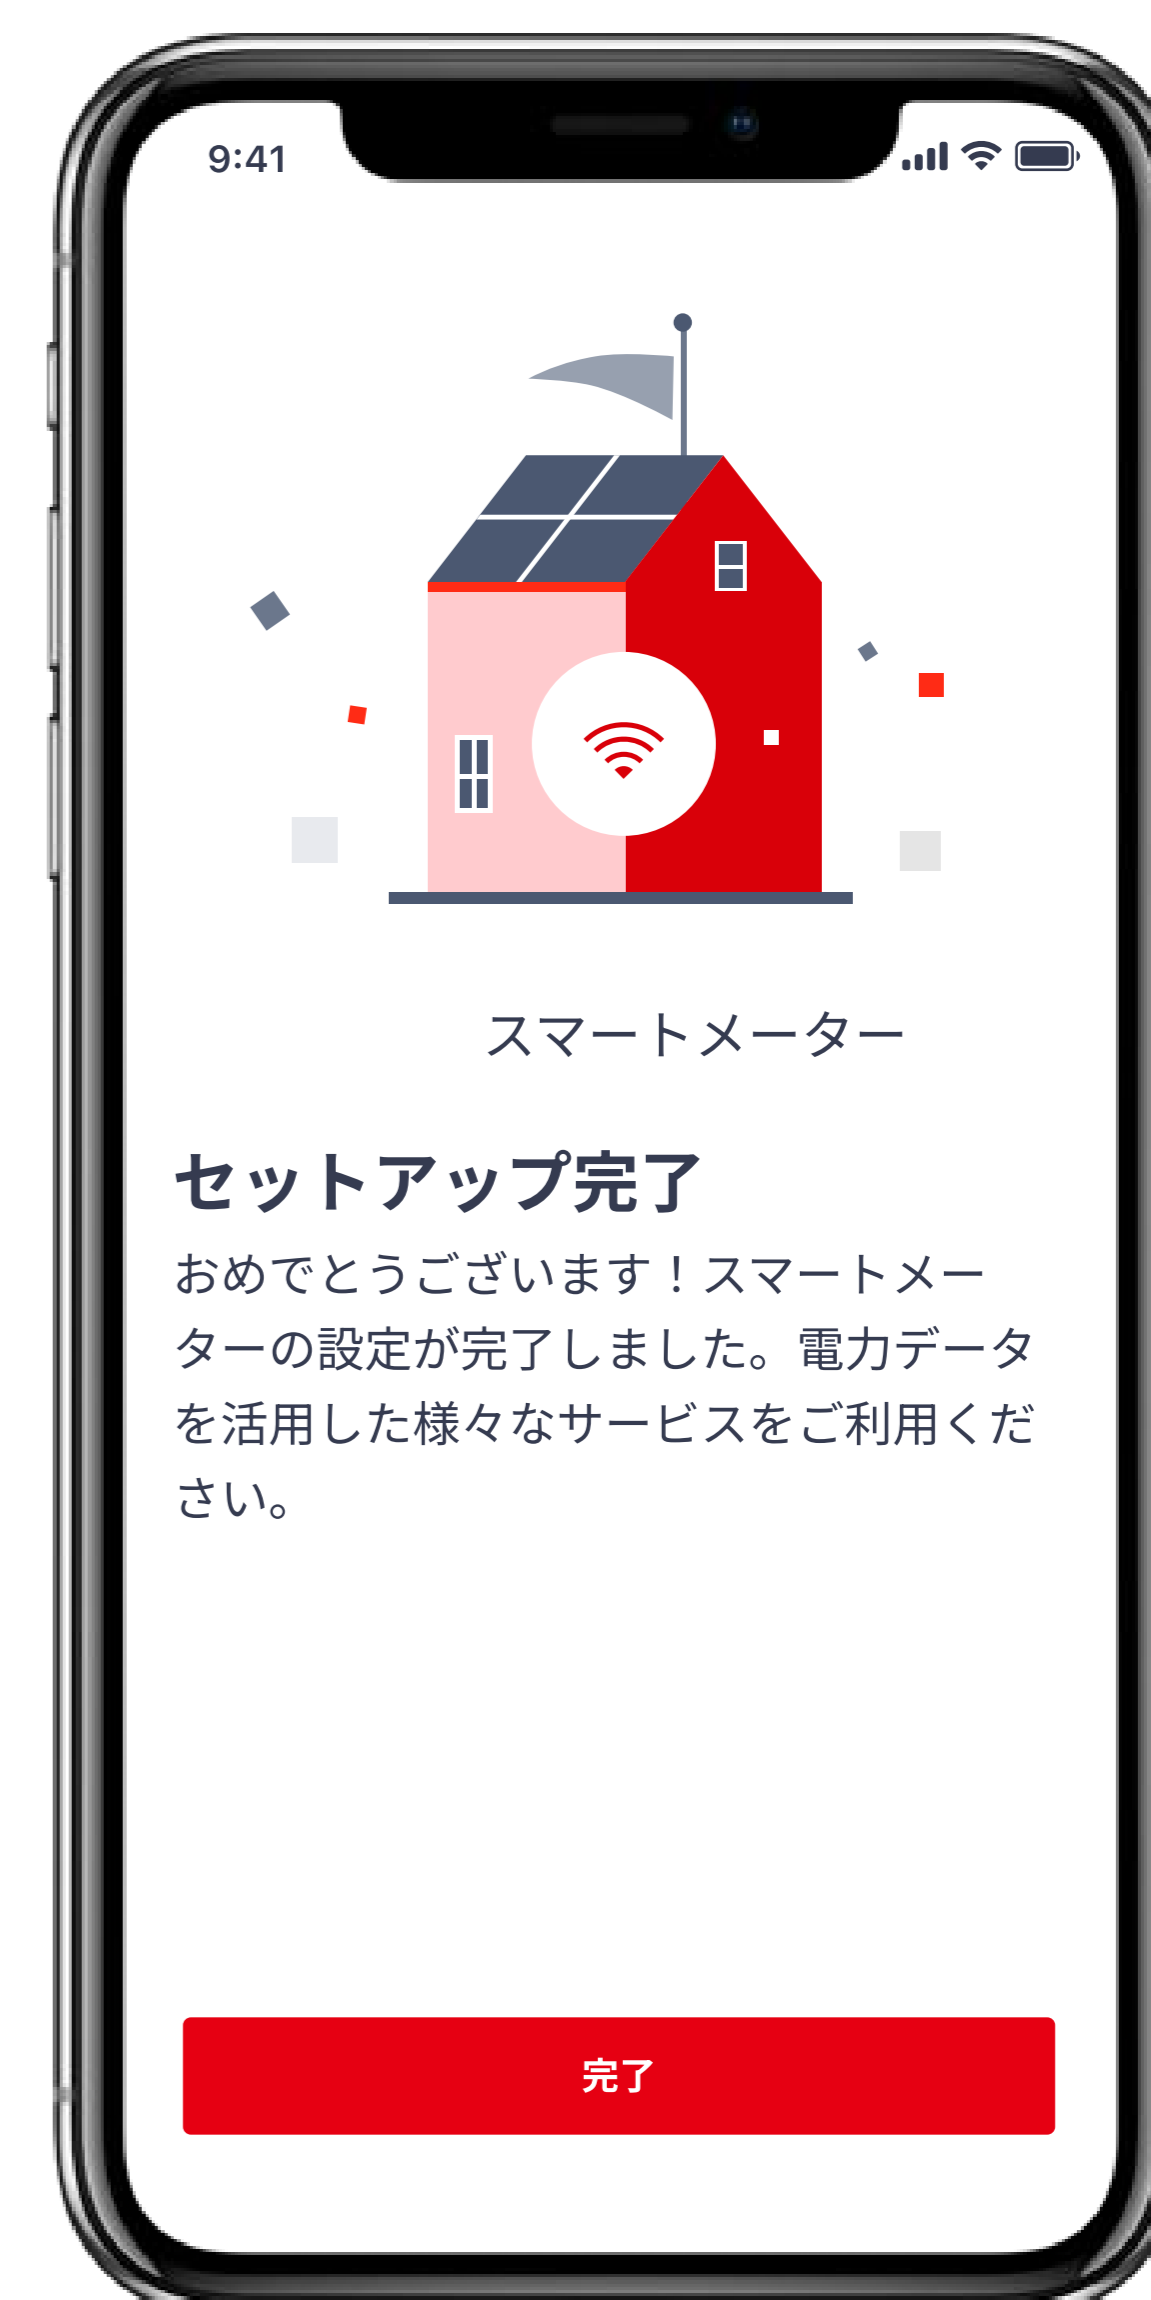 9:41
スマートメーター
セットアップ完了
おめでとうございます！スマートメー
ターの設定が完了しました。電力データ
を活用した様々なサービスをご利用くだ
さい。
完了